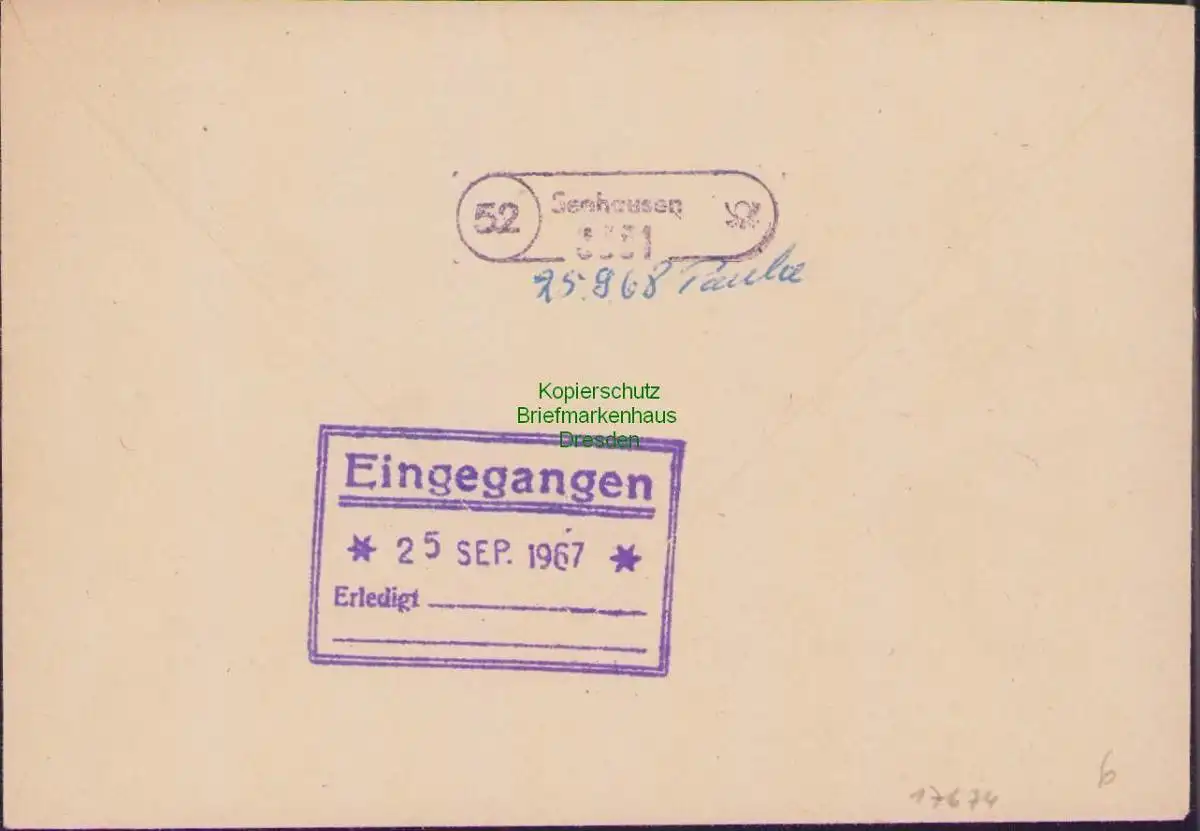 52 Seehausen
25.9.68
Kopierschutz
Briefmarkenhaus
Dresden
Eingegangen
* 25 SEP. 1967 *
Erledigt
6
17674